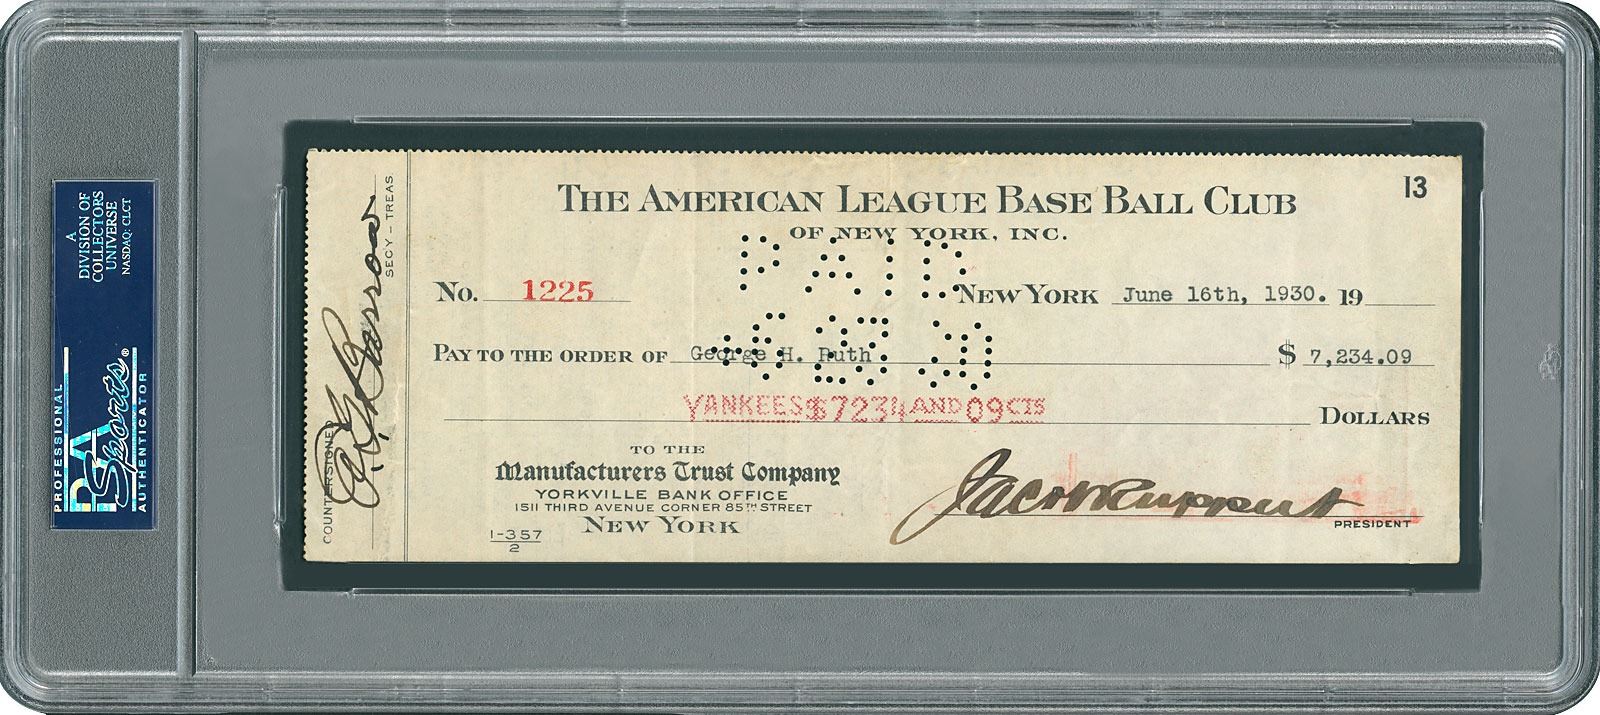 A
DIVISION OF
COLLECTORS
UNIVERSE
NASDAQ: CLCT
PROFESSIONAL
PSA
Sports®
AUTHENTICATOR
COUNTERSIGNED
E. G. Barrow
SECY-TREAS
THE AMERICAN LEAGUE BASE BALL CLUB
13
OF NEW YORK, INC.
PAID
No. 1225
NEW YORK June 16th, 1930. 19
PAY TO THE ORDER OF George H. Ruth $ 7,234.09
YANKEES $7234 AND 09 CTS
DOLLARS
TO THE
Manufacturers Trust Company
YORKVILLE BANK OFFICE
1511 THIRD AVENUE CORNER 85TH STREET
NEW YORK
1-357
2
Jacob Ruppert
PRESIDENT